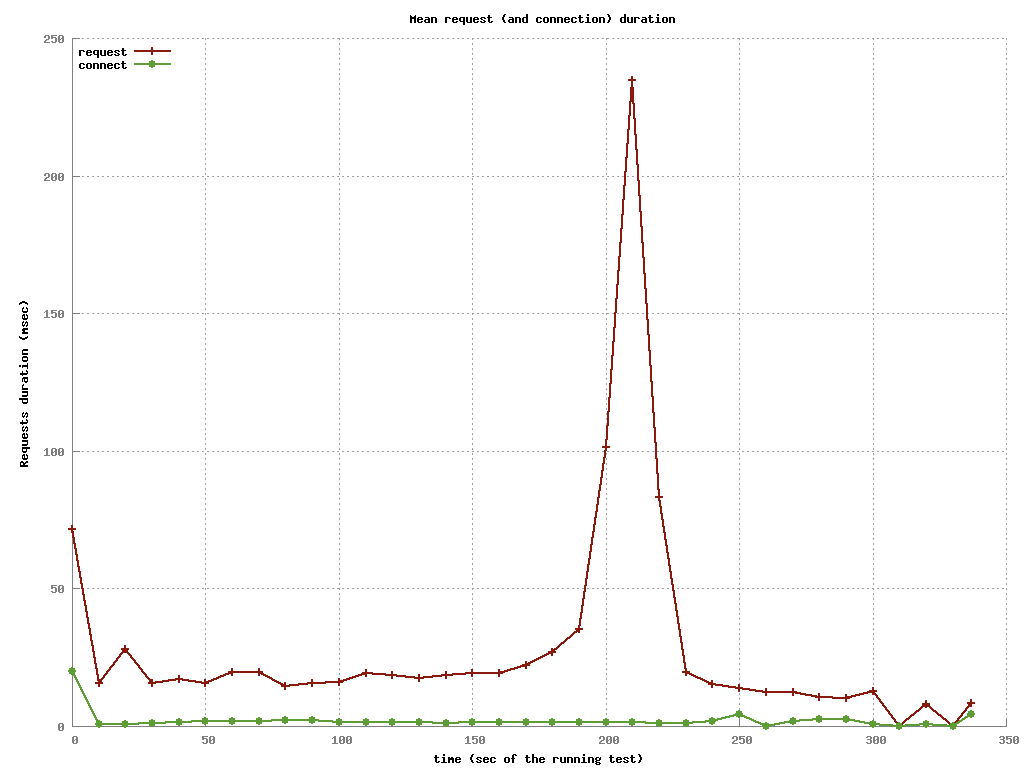 Mean request (and connection) duration
250
request
connect
200
150
Requests duration (msec)
100
50
0
0 50 100 150 200 250 300 350
time (sec of the running test)